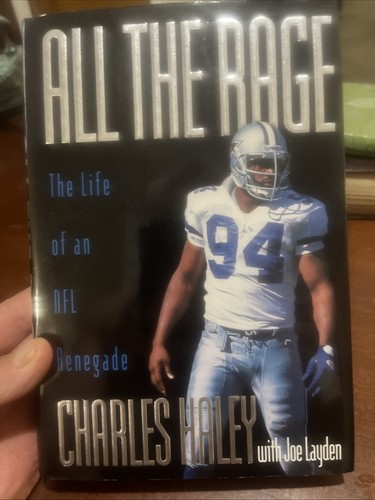 ALL THE RAGE
The Life
of an
NFL
Renegade
94
CHARLES HALEY
with Joe Layden